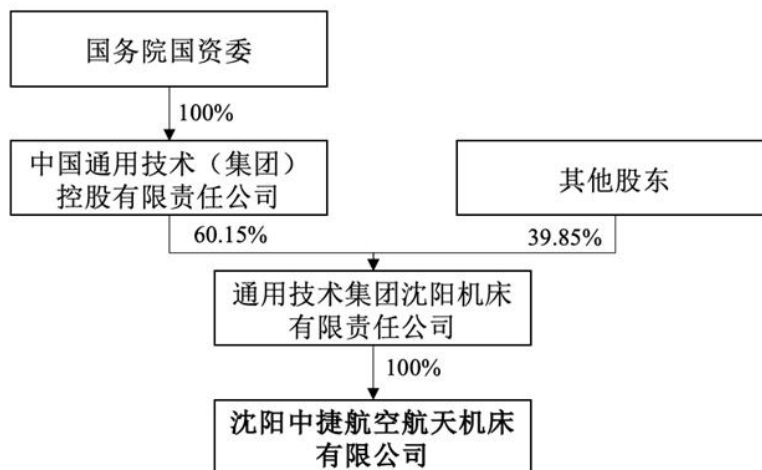 国务院国资委
100%
中国通用技术（集团）
控股有限责任公司
其他股东
60.15%
39.85%
通用技术集团沈阳机床
有限责任公司
100%
沈阳中捷航空航天机床
有限公司